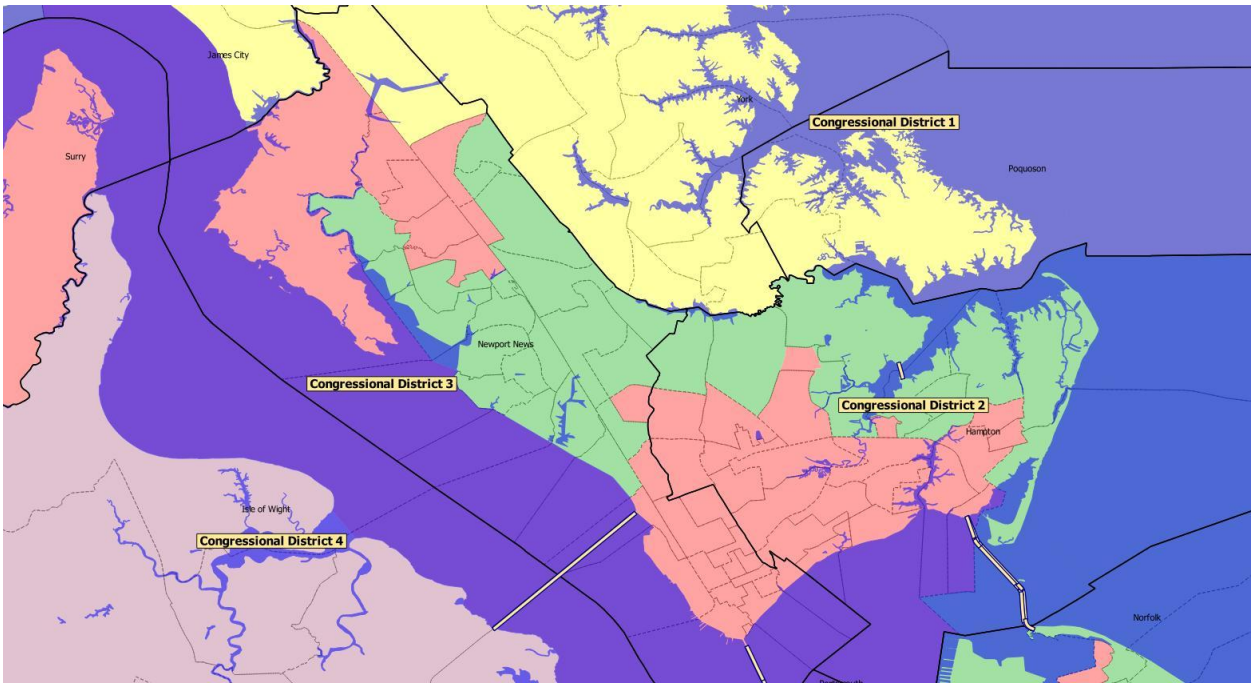 James City
York
Congressional District 1
Surry
Poquoson
Newport News
Congressional District 3
Congressional District 2
Hampton
Isle of Wight
Congressional District 4
Norfolk
Portsmouth